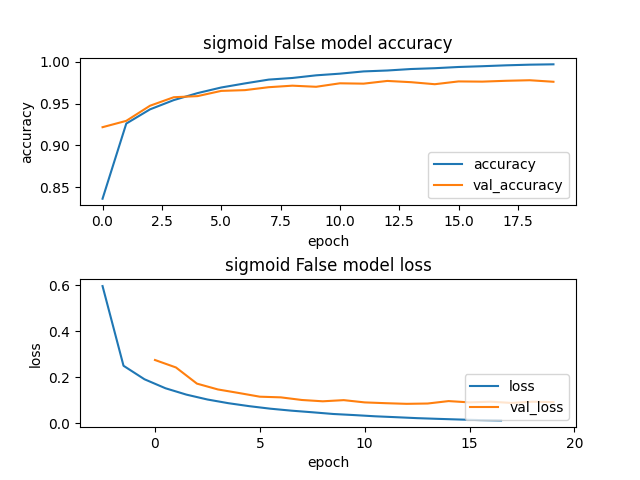 sigmoid False model accuracy
1.00
0.95
0.90
0.85
accuracy
accuracy
val_accuracy
0.0 2.5 5.0 7.5 10.0 12.5 15.0 17.5
epoch
sigmoid False model loss
0.6
0.4
0.2
0.0
loss
loss
val_loss
0 5 10 15 20
epoch